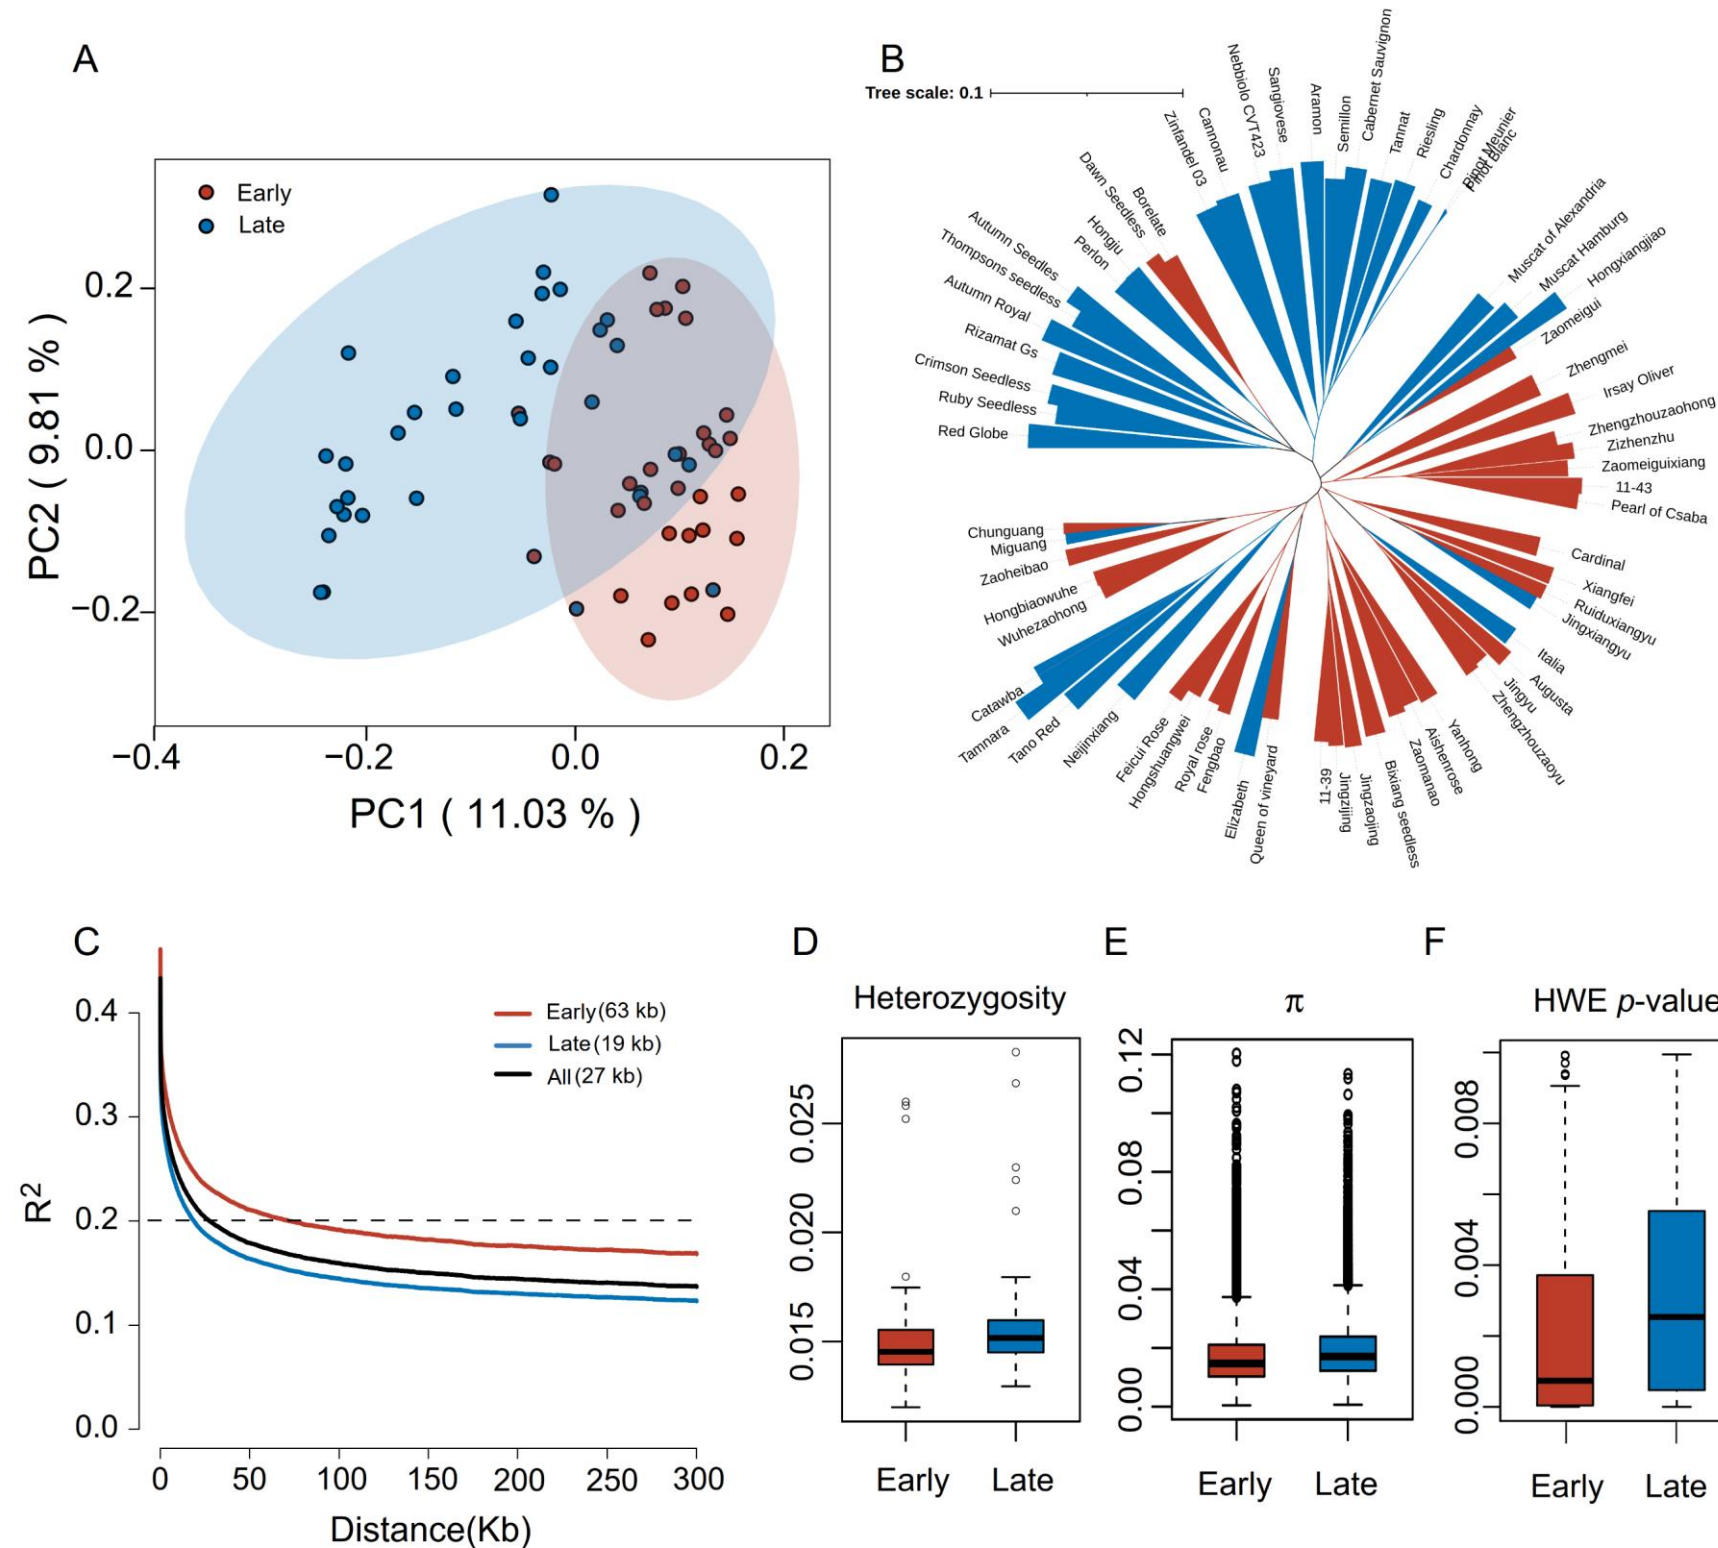 A
Early
Late
0.2
0.0
−0.2
PC2 ( 9.81 % )
−0.4
−0.2
0.0
0.2
PC1 ( 11.03 % )
B
Tree scale: 0.1
Red Globe
Ruby Seedless
Crimson Seedless
Rizamat Gs
Autumn Royal
Thompsons seedless
Autumn Seedles
Perlon
Hongju
Dawn Seedless
Borelate
Zinfandel 03
Cannonau
Nebbiolo CVT423
Sangiovese
Aramon
Semillon
Cabernet Sauvignon
Tannat
Riesling
Chardonnay
Pinot Meunier
Pinot Blanc
Muscat of Alexandria
Muscat Hamburg
Hongxiangjiao
Zaomeigui
Zhengmei
Irsay Oliver
Zhengzhouzaohong
Zizhenzhu
Zaomeiguixiang
11-43
Pearl of Csaba
Cardinal
Xiangfei
Ruiduxiangyu
Jingxiangyu
Italia
Augusta
Jingyu
Zhengzhouzaoyu
Yanhong
Aishenrose
Zaomanao
Bixiang seedless
Jingzaojing
Jingzijing
11-39
Queen of vineyard
Elizabeth
Fengbao
Royal rose
Hongshuangwei
Feicui Rose
Neijinxiang
Tano Red
Tamnara
Catawba
Wuhezaohong
Hongbiaowuhe
Zaoheibao
Miguang
Chunguang
C
Early(63 kb)
Late(19 kb)
All(27 kb)
0.4
0.3
0.2
0.1
0.0
R²
0
50
100
150
200
250
300
Distance(Kb)
D
Heterozygosity
0.025
0.020
0.015
Early
Late
E
π
0.12
0.08
0.04
0.00
Early
Late
F
HWE p-value
0.008
0.004
0.000
Early
Late